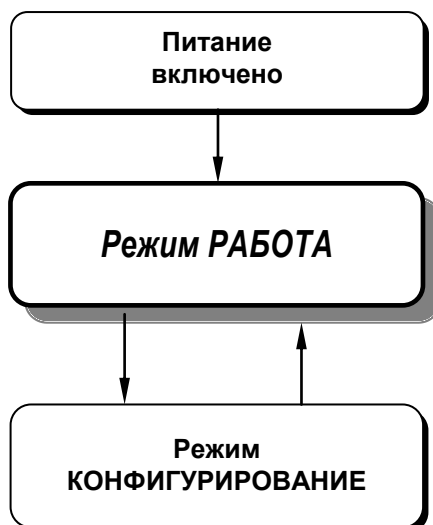 Питание
включено
Режим РАБОТА
Режим
КОНФИГУРИРОВАНИЕ